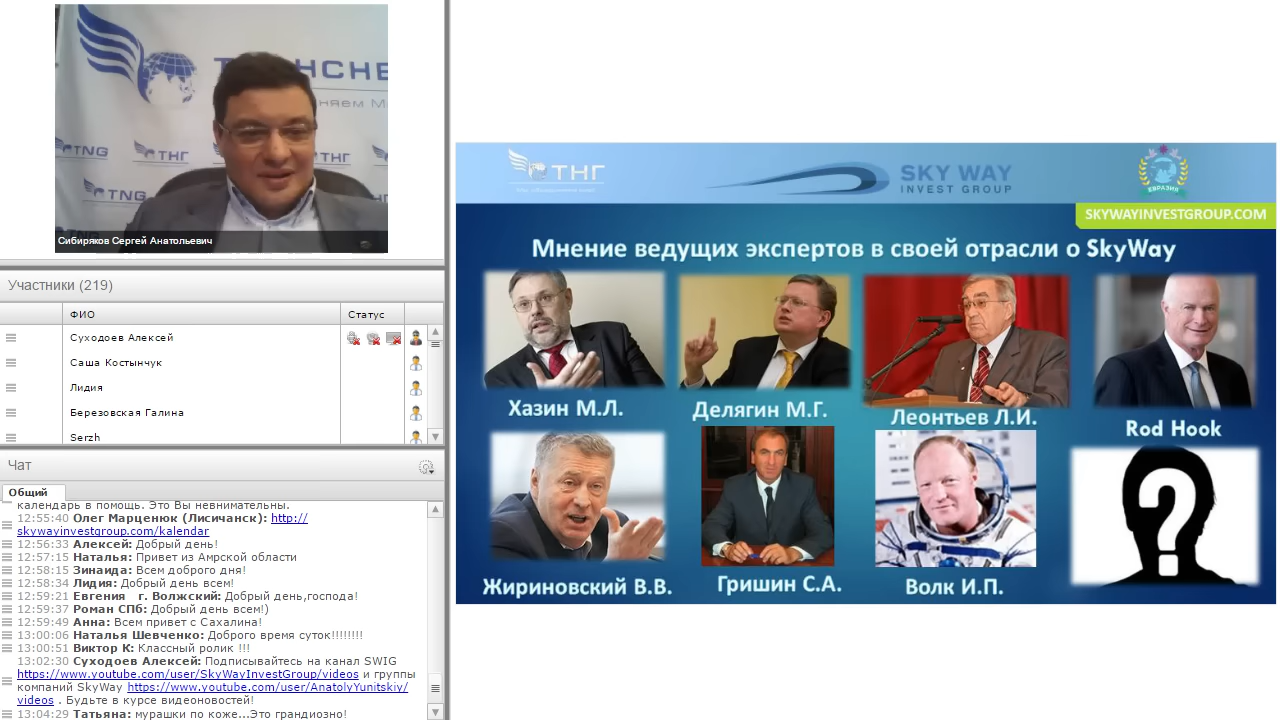 Сибиряков Сергей Анатольевич
TNG
ТНГ
ТНГ
TNG
ТНГ
Участники (219)
ФИО
Статус
Суходоев Алексей
Саша Костынчук
Лидия
Березовская Галина
Serzh
Чат
Общий
календарь в помощь. Это Вы невнимательны.
12:55:40 Олег Марценюк (Лисичанск): http://
skywayinvestgroup.com/kalendar
12:56:33 Алексей: Добрый день!
12:57:15 Наталья: Привет из Амрской области
12:58:15 Зинаида: Всем доброго дня!
12:58:34 Лидия: Добрый день всем!
12:59:21 Евгения г. Волжский: Добрый день,господа!
12:59:37 Роман СПб: Добрый день всем!)
12:59:49 Анна: Всем привет с Сахалина!
13:00:06 Наталья Шевченко: Доброго время суток!!!!!!!!
13:00:51 Виктор К: Классный ролик !!!
13:02:30 Суходоев Алексей: Подписывайтесь на канал SWIG
https://www.youtube.com/user/SkyWayInvestGroup/videos и группы
компаний SkyWay https://www.youtube.com/user/AnatolyYunitskiy/
videos . Будьте в курсе видеоновостей!
13:04:29 Татьяна: мурашки по коже...Это грандиозно!
ТНГ
SKY WAY
INVEST GROUP
ЕВРАЗИЯ
SKYWAYINVESTGROUP.COM
Мнение ведущих экспертов в своей отрасли о SkyWay
Хазин М.Л.
Делягин М.Г.
Леонтьев Л.И.
Rod Hook
Жириновский В.В.
Гришин С.А.
Волк И.П.
?